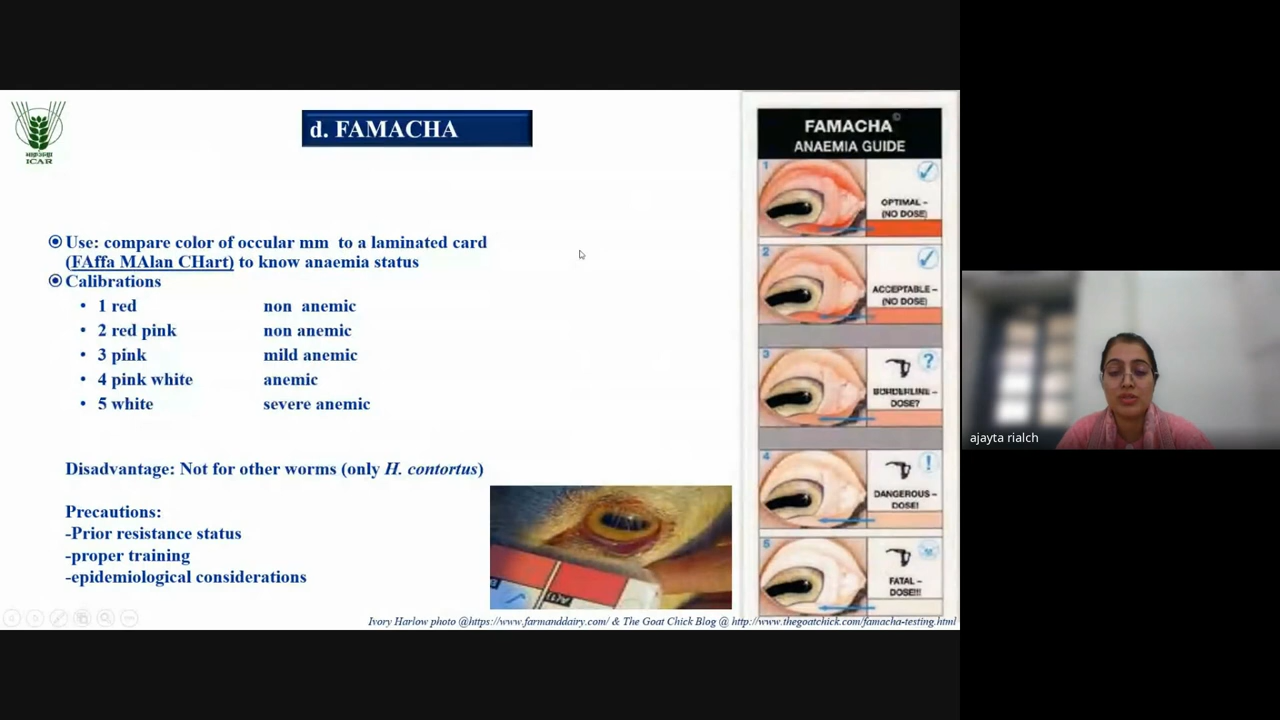 d. FAMACHA
ICAR
Use: compare color of occular mm to a laminated card
(FAffa MAlan CHart) to know anaemia status
Calibrations
• 1 red non anemic
• 2 red pink non anemic
• 3 pink mild anemic
• 4 pink white anemic
• 5 white severe anemic
Disadvantage: Not for other worms (only H. contortus)
Precautions:
-Prior resistance status
-proper training
-epidemiological considerations
Ivory Harlow photo @https://www.farmanddairy.com/ & The Goat Chick Blog @ http://www.thegoatchick.com/famacha-testing.html
FAMACHA©
ANAEMIA GUIDE
1
OPTIMAL –
(NO DOSE)
2
ACCEPTABLE –
(NO DOSE)
3
?
BORDERLINE –
DOSE?
4
!
DANGEROUS –
DOSE!
5
FATAL –
DOSE!!!
ajayta rialch